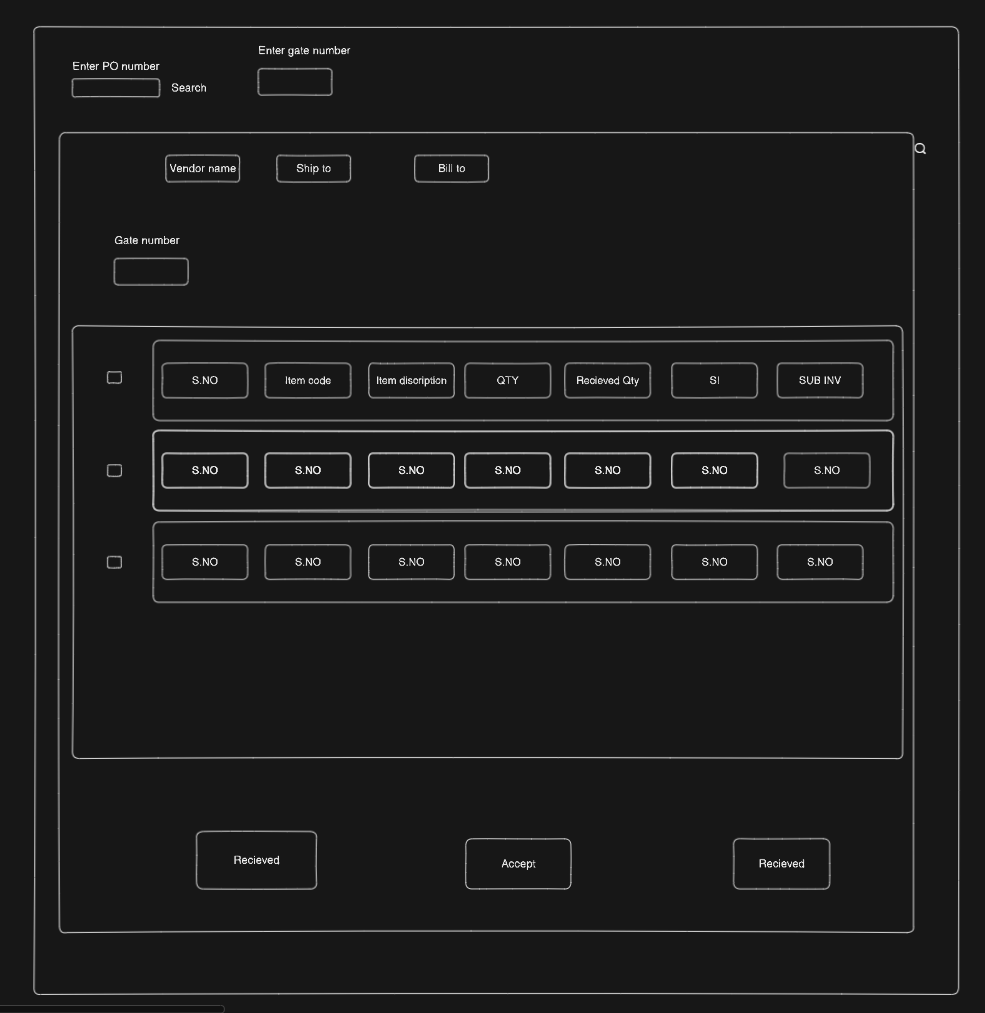 Enter gate number
Enter PO number
Search
Vendor name Ship to Bill to
Gate number
S.NO Item code Item discription QTY Recieved Qty SI SUB INV
S.NO S.NO S.NO S.NO S.NO S.NO S.NO
S.NO S.NO S.NO S.NO S.NO S.NO S.NO
Recieved Accept Recieved